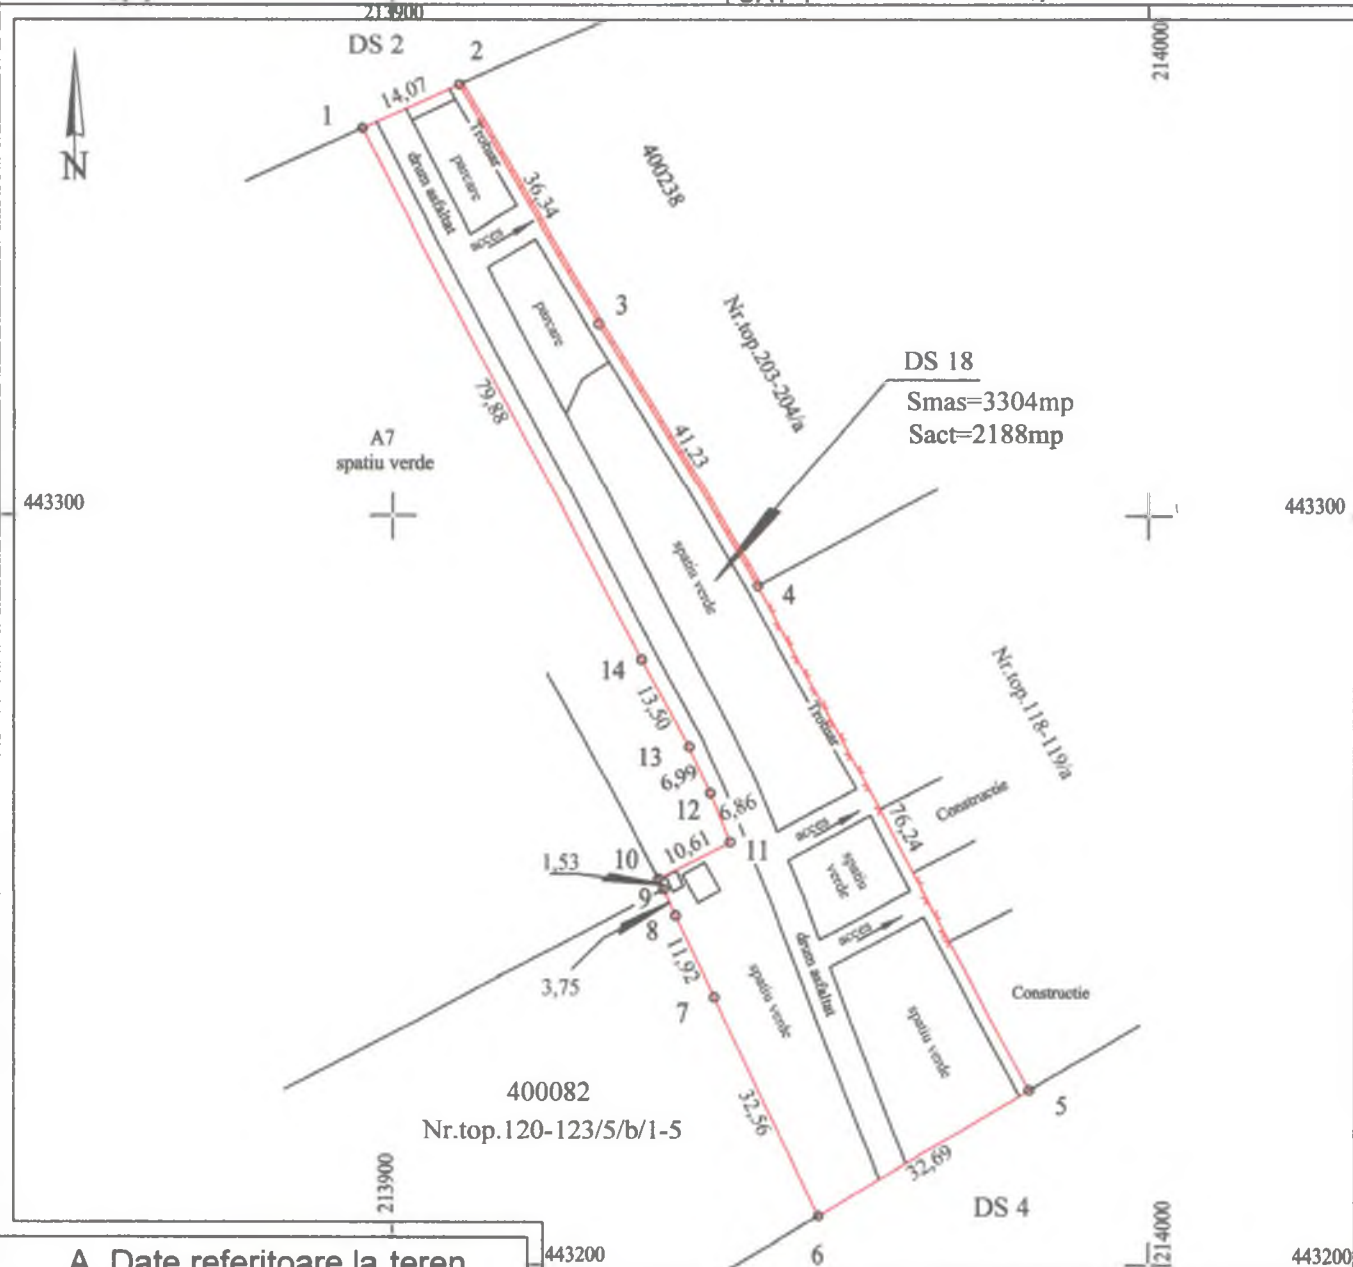 213900
214000
DS 2
2
14,07
1
N
Trotuar
parcare
drum asfaltat
36,34
400238
acces
3
parcare
Nr.top.203-204/a
DS 18
Smas=3304mp
Sact=2188mp
79,88
41,23
A7
spatiu verde
443300
443300
spatiu verde
4
14
13,50
Nr.top.118-119/a
Trotuar
13
6,99
12
6,86
76,24
Constructie
acces
11
10,61
10
1,53
9
spatiu
verde
8
acces
11,92
3,75
7
spatiu verde
drum asfaltat
Constructie
spatiu verde
400082
Nr.top.120-123/5/b/1-5
32,56
5
32,69
213900
DS 4
214000
6
443200
443200
A. Date referitoare la teren